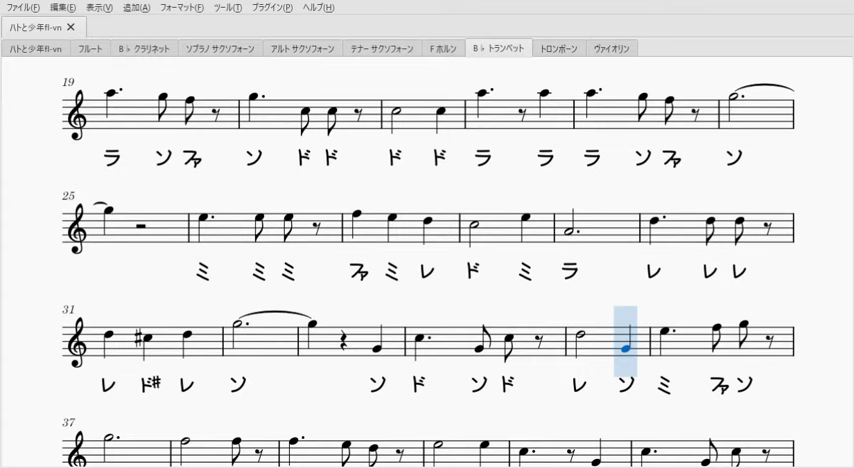 ファイル(F) 編集(E) 表示(V) 追加(A) フォーマット(F) ツール(T) プラグイン(P) ヘルプ(H)
ハトと少年fl-vn ✕
ハトと少年fl-vn フルート B♭ クラリネット ソプラノ サクソフォーン アルト サクソフォーン テナー サクソフォーン F ホルン B♭ トランペット トロンボーン ヴァイオリン
19
ラ ソ ファ ソ ド ド ド ド ラ ラ ラ ソ ファ ソ
25
ミ ミ ミ ファ ミ レ ド ミ ラ レ レ レ
31
レ ド# レ ソ ソ ド ソ ド レ ソ ミ ファ ソ
37